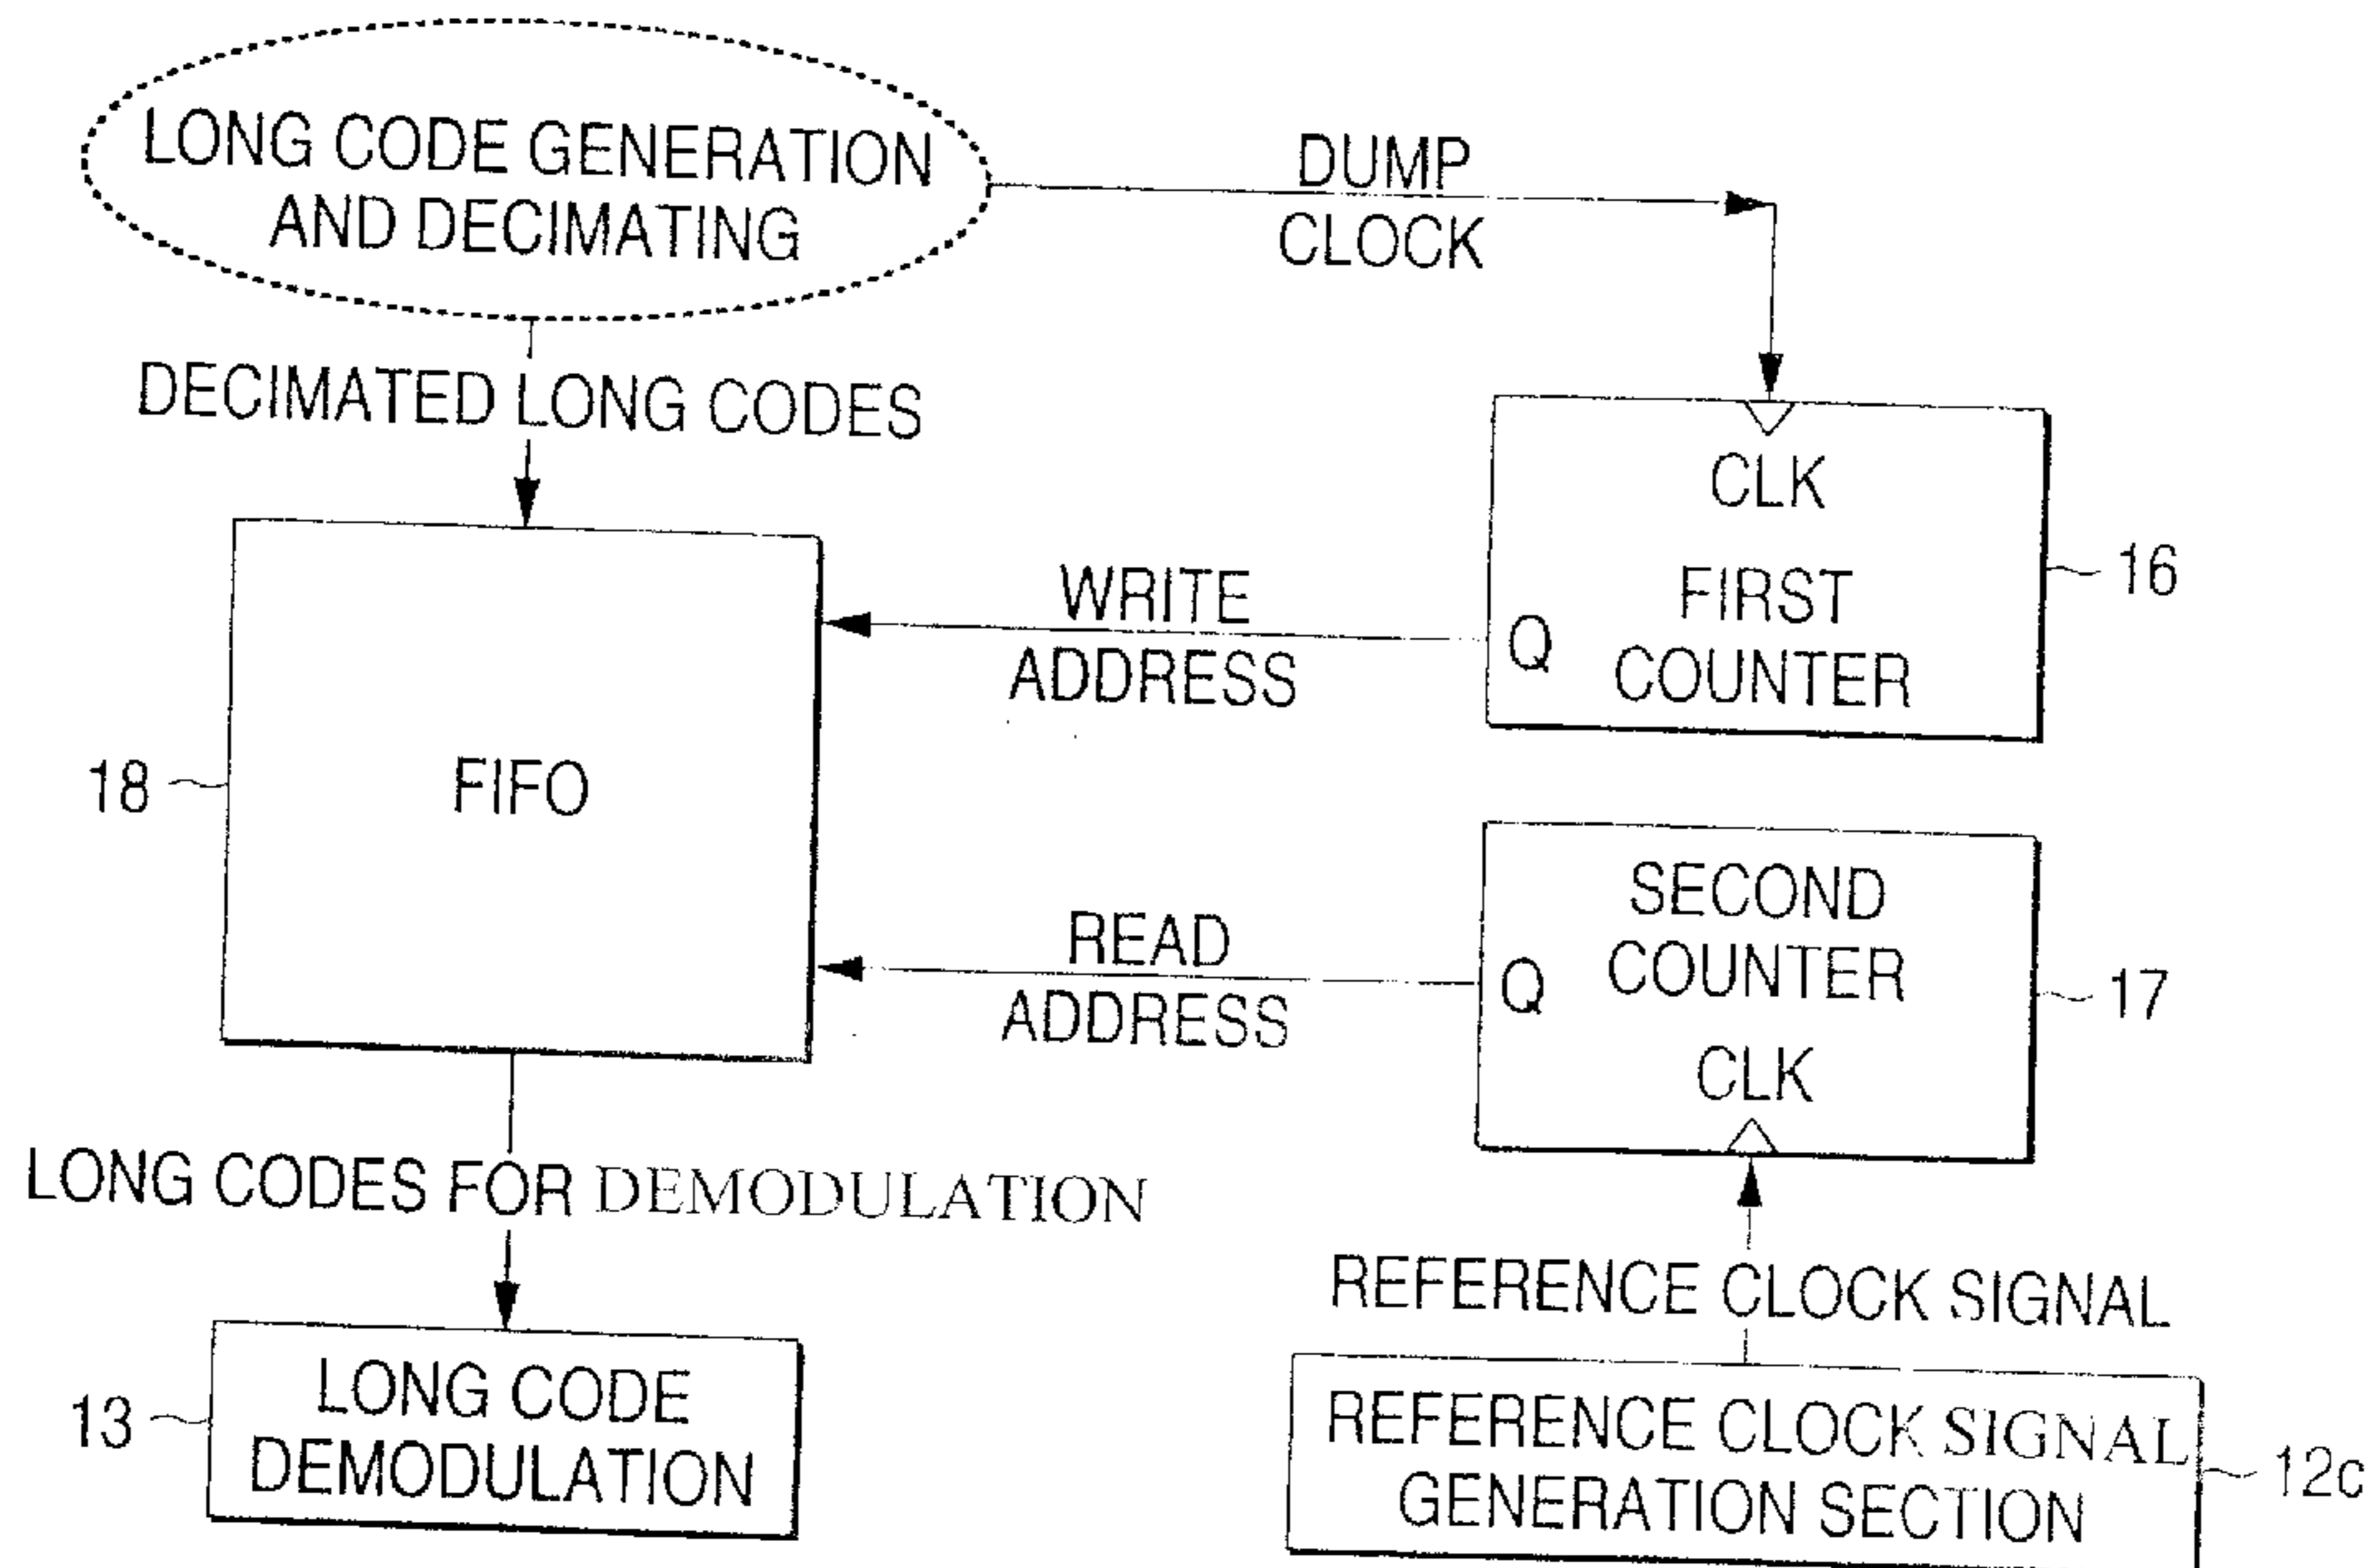 LONG CODE GENERATION
AND DECIMATING
DUMP
CLOCK
DECIMATED LONG CODES
CLK
FIRST
COUNTER
Q
16
WRITE
ADDRESS
18
FIFO
SECOND
COUNTER
CLK
Q
17
READ
ADDRESS
LONG CODES FOR DEMODULATION
REFERENCE CLOCK SIGNAL
13
LONG CODE
DEMODULATION
REFERENCE CLOCK SIGNAL
GENERATION SECTION
12c